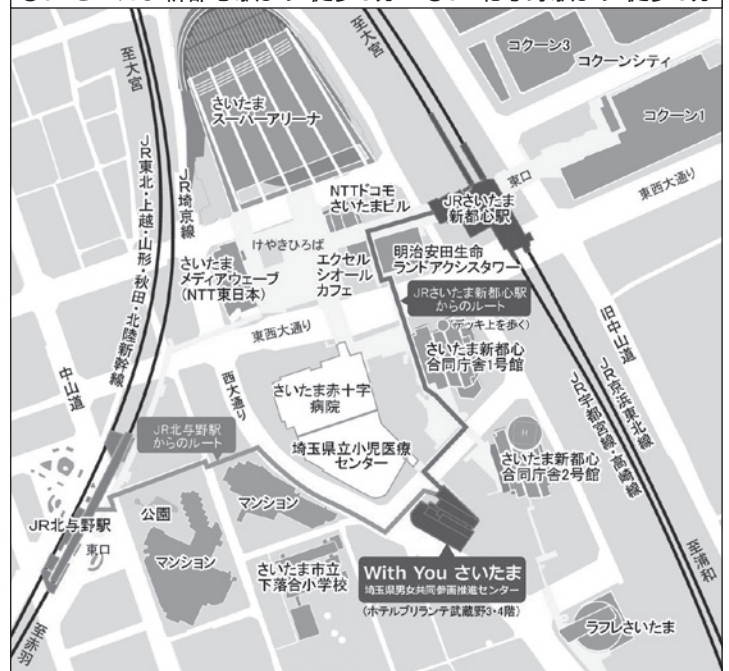 至大宮
さいたま
スーパーアリーナ
至大宮
コクーン3
コクーンシティ
コクーン1
JR東北・上越・山形・秋田・北陸新幹線
JR埼京線
NTTドコモ
さいたまビル
JRさいたま
新都心駅
東口
東西大通り
けやきひろば
さいたま
メディアウェーブ
(NTT東日本)
エクセル
シオール
カフェ
明治安田生命
ランドアクシスタワー
JRさいたま新都心駅
からのルート
(デッキ上を歩く)
東西大通り
さいたま新都心
合同庁舎1号館
旧中山道
中山道
西大通り
さいたま赤十字
病院
JR京浜東北線
JR宇都宮線・高崎線
JR北与野駅
からのルート
埼玉県立小児医療
センター
H
さいたま新都心
合同庁舎2号館
JR北与野駅
東口
公園
マンション
マンション
さいたま市立
下落合小学校
With You さいたま
埼玉県男女共同参画推進センター
(ホテルブリランテ武蔵野3・4階)
至浦和
ラフレさいたま
至赤羽